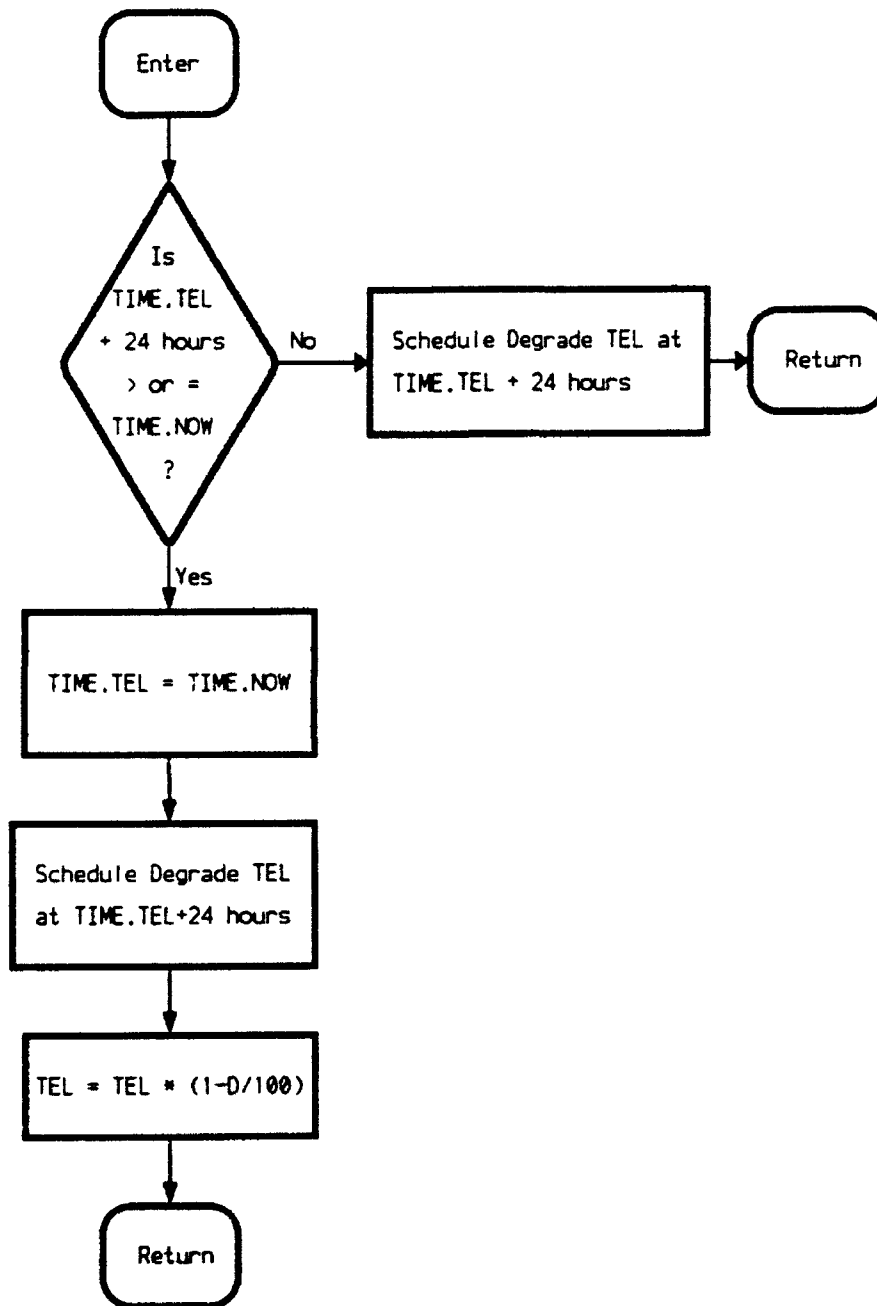 Enter
Is
TIME.TEL
+ 24 hours
> or =
TIME.NOW
?
No
Schedule Degrade TEL at
TIME.TEL + 24 hours
Return
Yes
TIME.TEL = TIME.NOW
Schedule Degrade TEL
at TIME.TEL+24 hours
TEL = TEL * (1-D/100)
Return